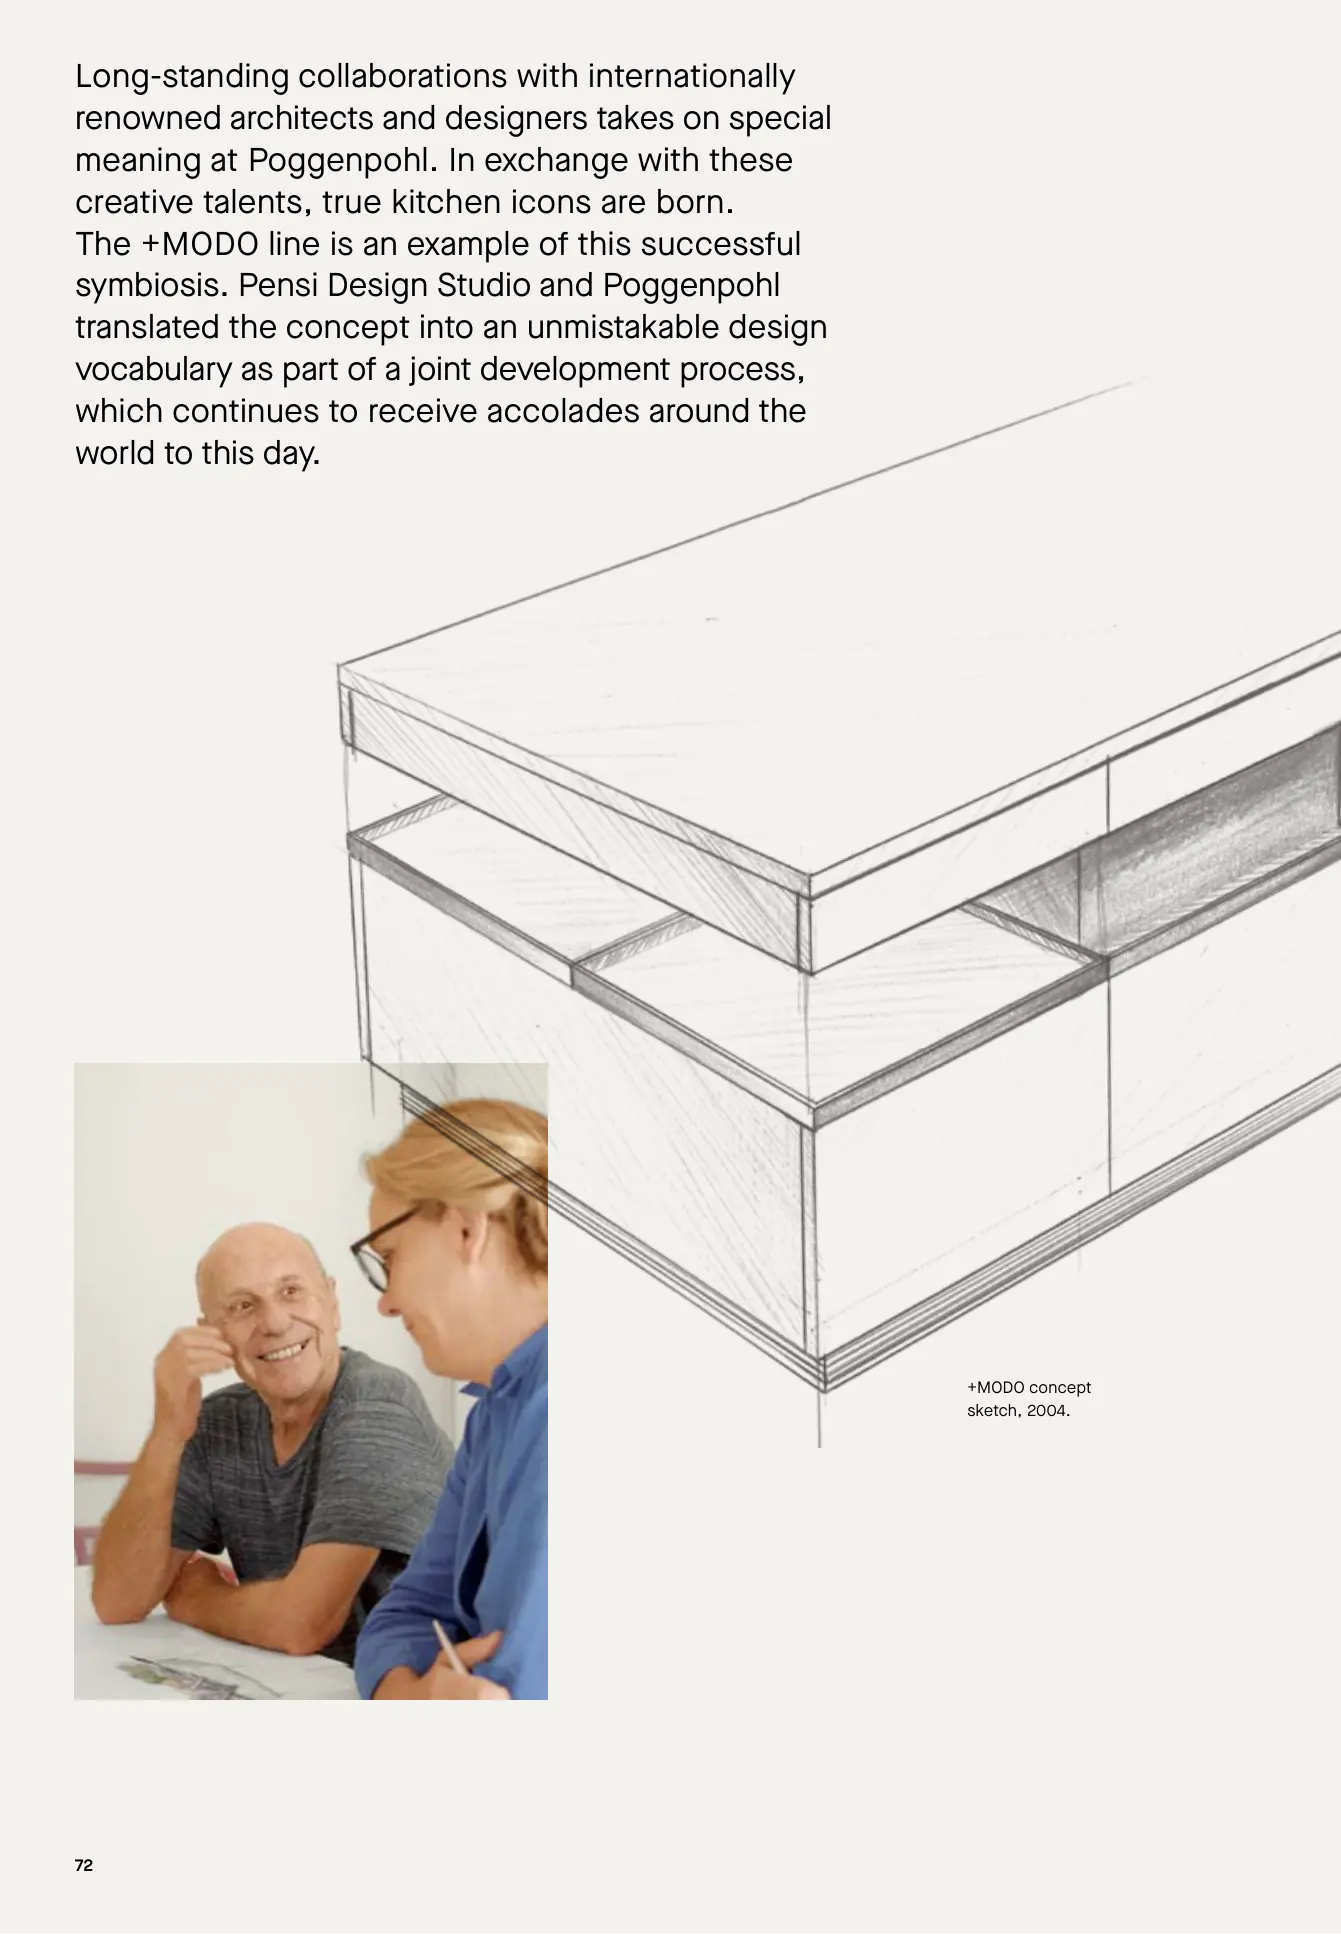 Long-standing collaborations with internationally
renowned architects and designers takes on special
meaning at Poggenpohl. In exchange with these
creative talents, true kitchen icons are born.
The +MODO line is an example of this successful
symbiosis. Pensi Design Studio and Poggenpohl
translated the concept into an unmistakable design
vocabulary as part of a joint development process,
which continues to receive accolades around the
world to this day.
+MODO concept
sketch, 2004.
72